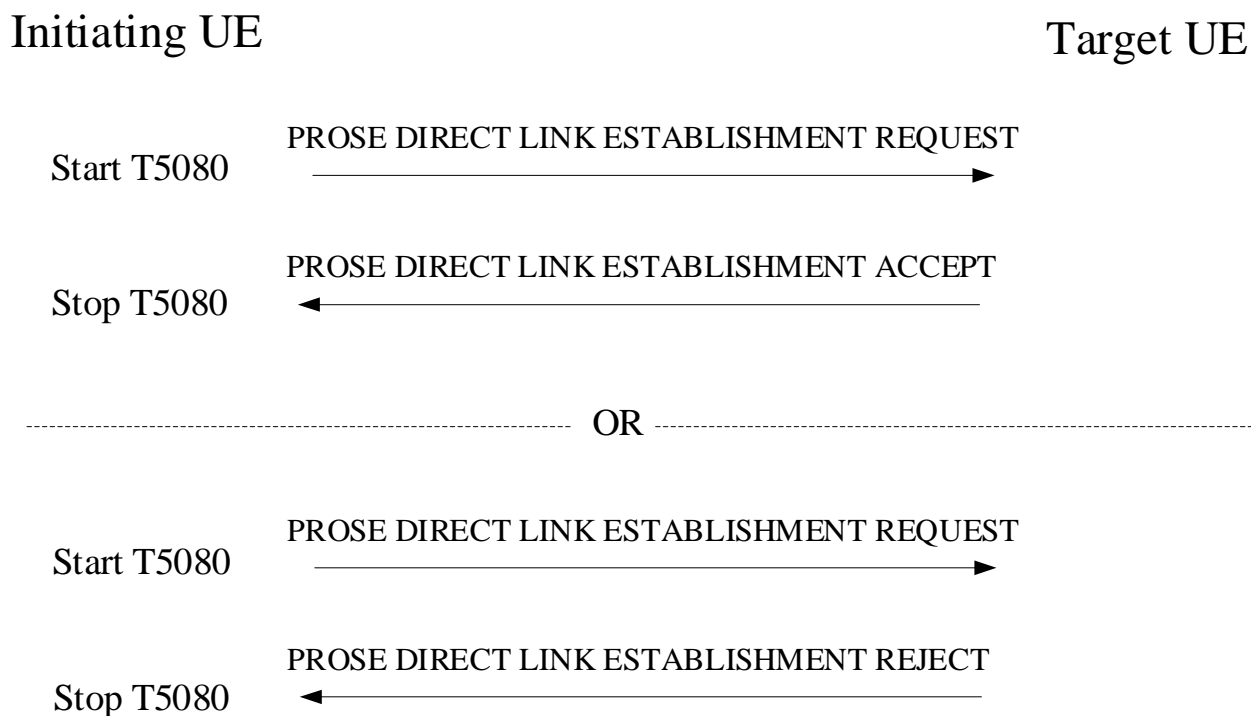 Initiating UE
Target UE
PROSE DIRECT LINK ESTABLISHMENT REQUEST
Start T5080
PROSE DIRECT LINK ESTABLISHMENT ACCEPT
Stop T5080
OR
PROSE DIRECT LINK ESTABLISHMENT REQUEST
Start T5080
PROSE DIRECT LINK ESTABLISHMENT REJECT
Stop T5080